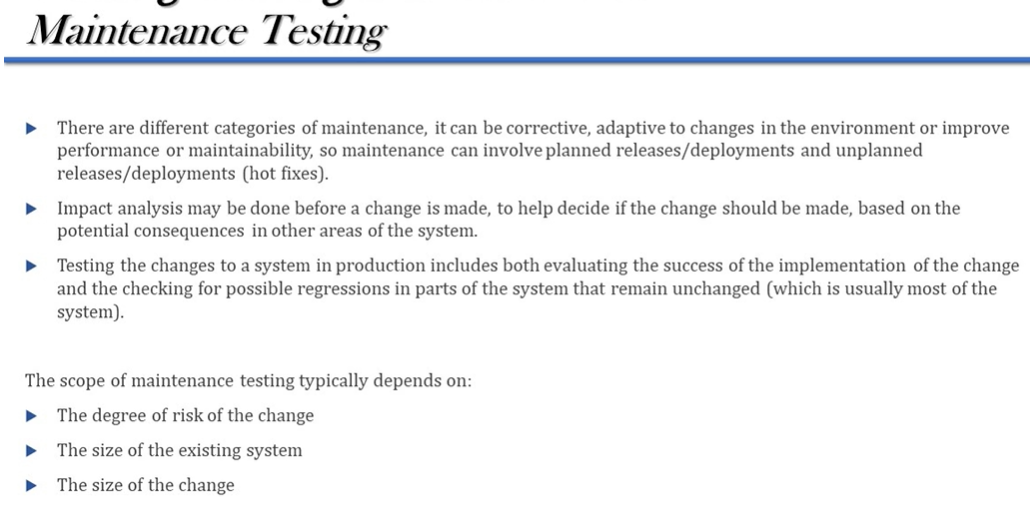 Maintenance Testing
There are different categories of maintenance, it can be corrective, adaptive to changes in the environment or improve
performance or maintainability, so maintenance can involve planned releases/deployments and unplanned
releases/deployments (hot fixes).
Impact analysis may be done before a change is made, to help decide if the change should be made, based on the
potential consequences in other areas of the system.
Testing the changes to a system in production includes both evaluating the success of the implementation of the change
and the checking for possible regressions in parts of the system that remain unchanged (which is usually most of the
system).
The scope of maintenance testing typically depends on:
The degree of risk of the change
The size of the existing system
The size of the change